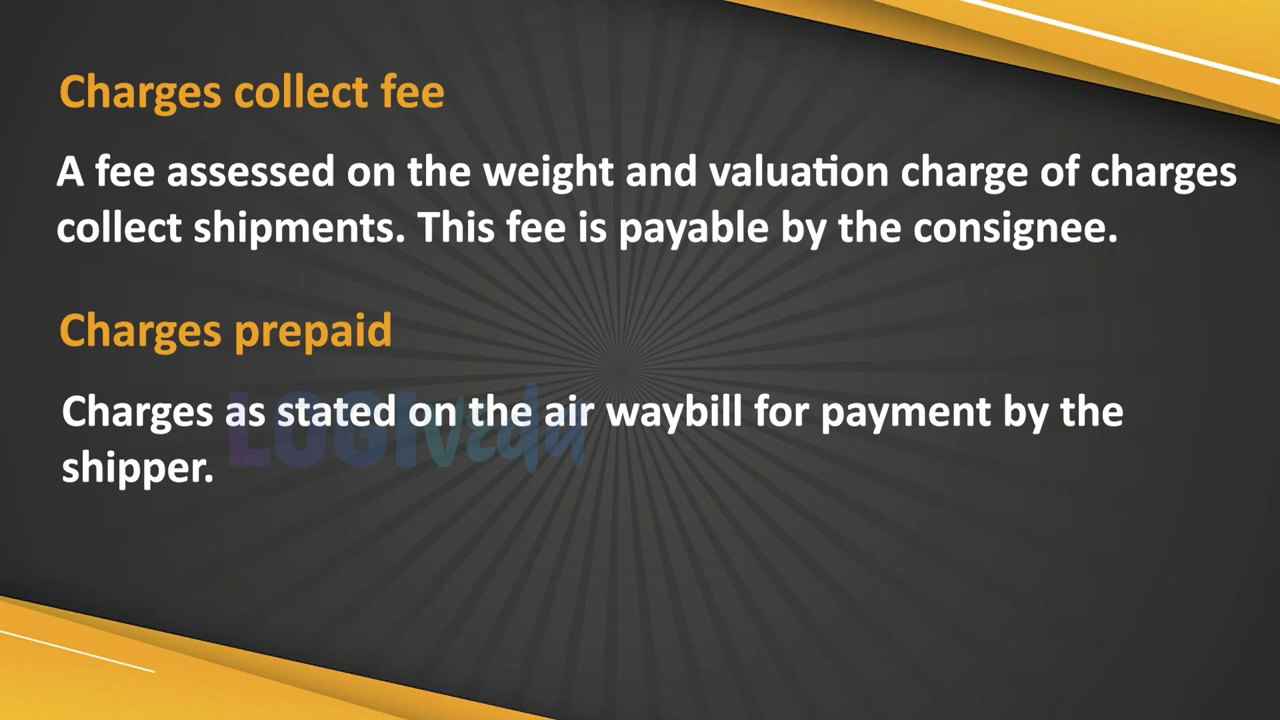 Charges collect fee
A fee assessed on the weight and valuation charge of charges
collect shipments. This fee is payable by the consignee.
Charges prepaid
Charges as stated on the air waybill for payment by the
shipper.
LOGIveda